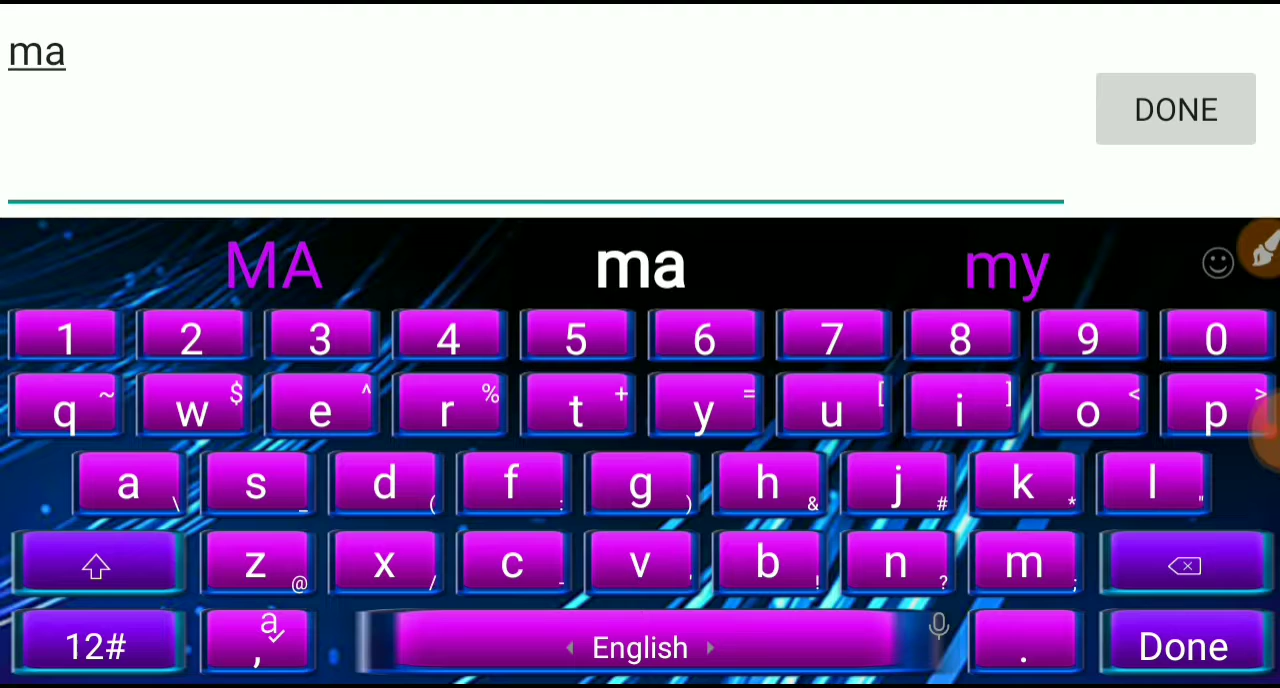 ma
DONE
MA ma my
1 2 3 4 5 6 7 8 9 0
q ~ w $ e ^ r % t + y = u [ i ] o < p >
a \ s _ d ( f : g ) h & j # k * l "
z @ x / c - v ' b ! n ? m ;
12# , a English . Done